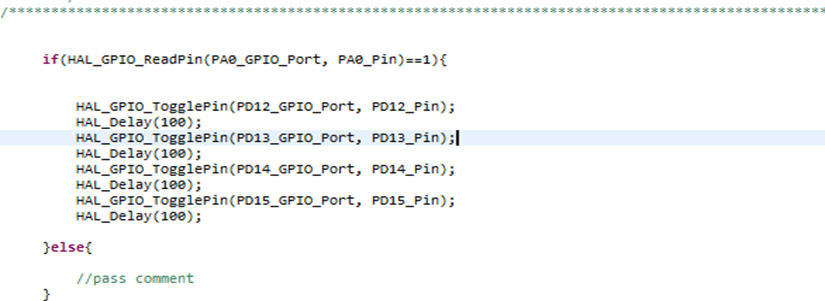 /****************************************************************************************************
if(HAL_GPIO_ReadPin(PA0_GPIO_Port, PA0_Pin)==1){
HAL_GPIO_TogglePin(PD12_GPIO_Port, PD12_Pin);
HAL_Delay(100);
HAL_GPIO_TogglePin(PD13_GPIO_Port, PD13_Pin);
HAL_Delay(100);
HAL_GPIO_TogglePin(PD14_GPIO_Port, PD14_Pin);
HAL_Delay(100);
HAL_GPIO_TogglePin(PD15_GPIO_Port, PD15_Pin);
HAL_Delay(100);
}else{
//pass comment
}